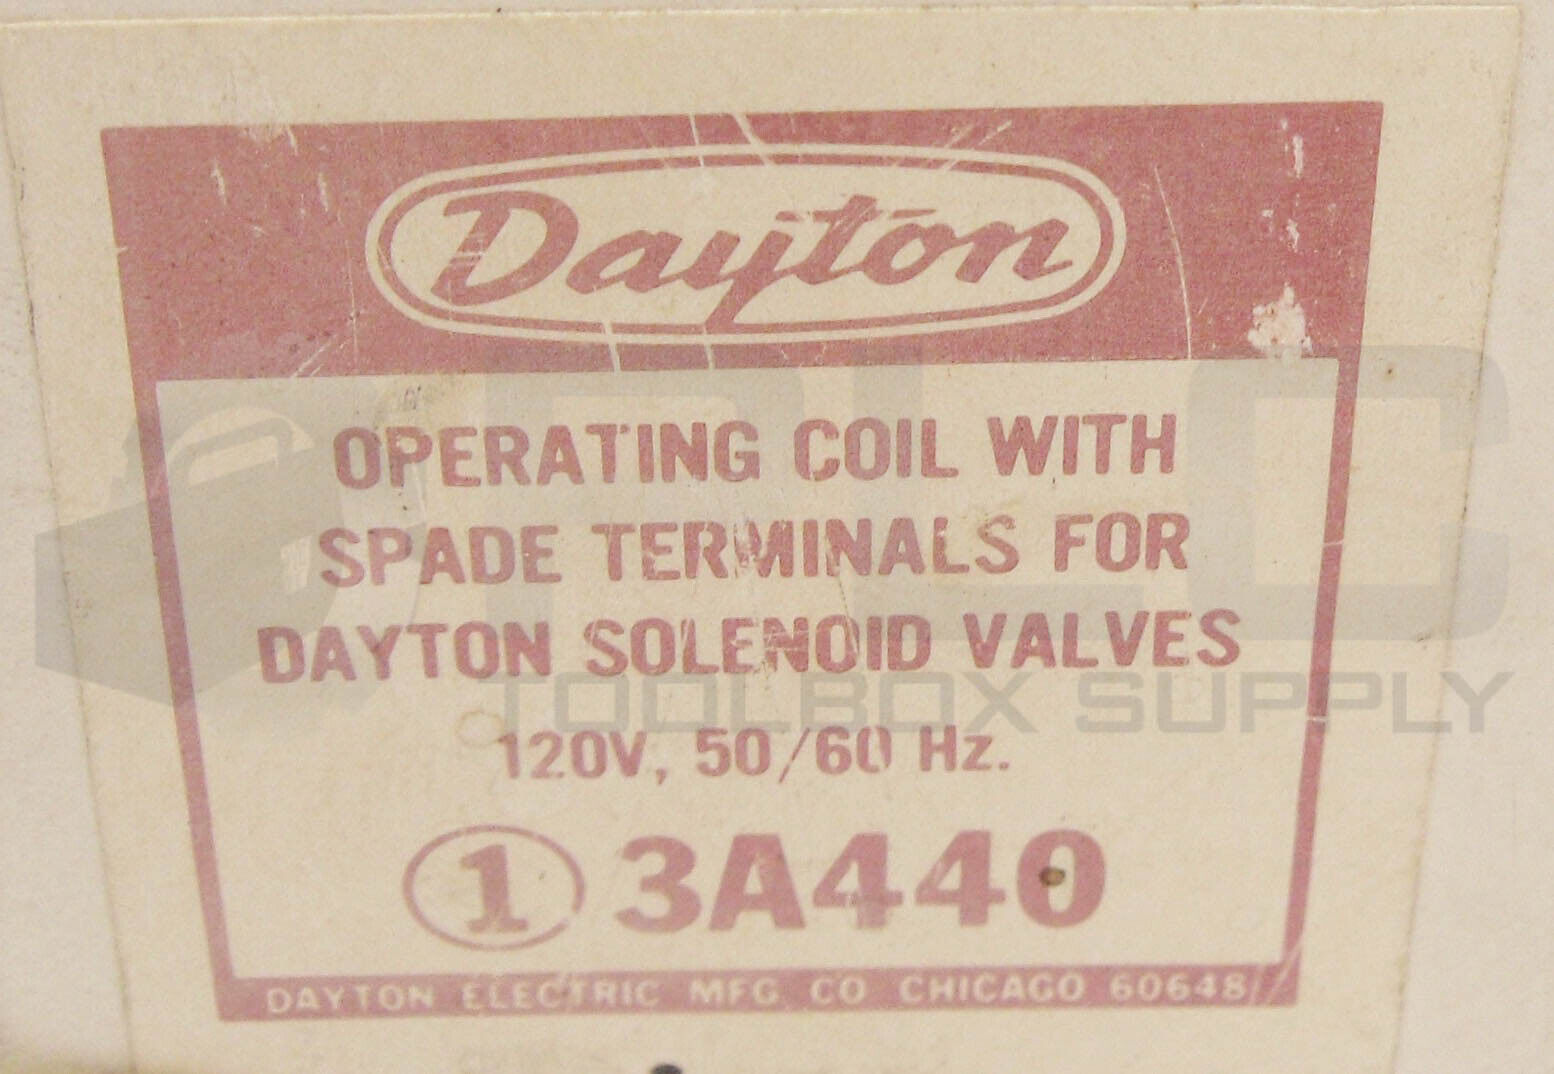 Dayton
OPERATING COIL WITH
SPADE TERMINALS FOR
DAYTON SOLENOID VALVES
120V, 50/60 Hz.
1 3A440
DAYTON ELECTRIC MFG. CO. CHICAGO 60648
PLC
TOOLBOX SUPPLY